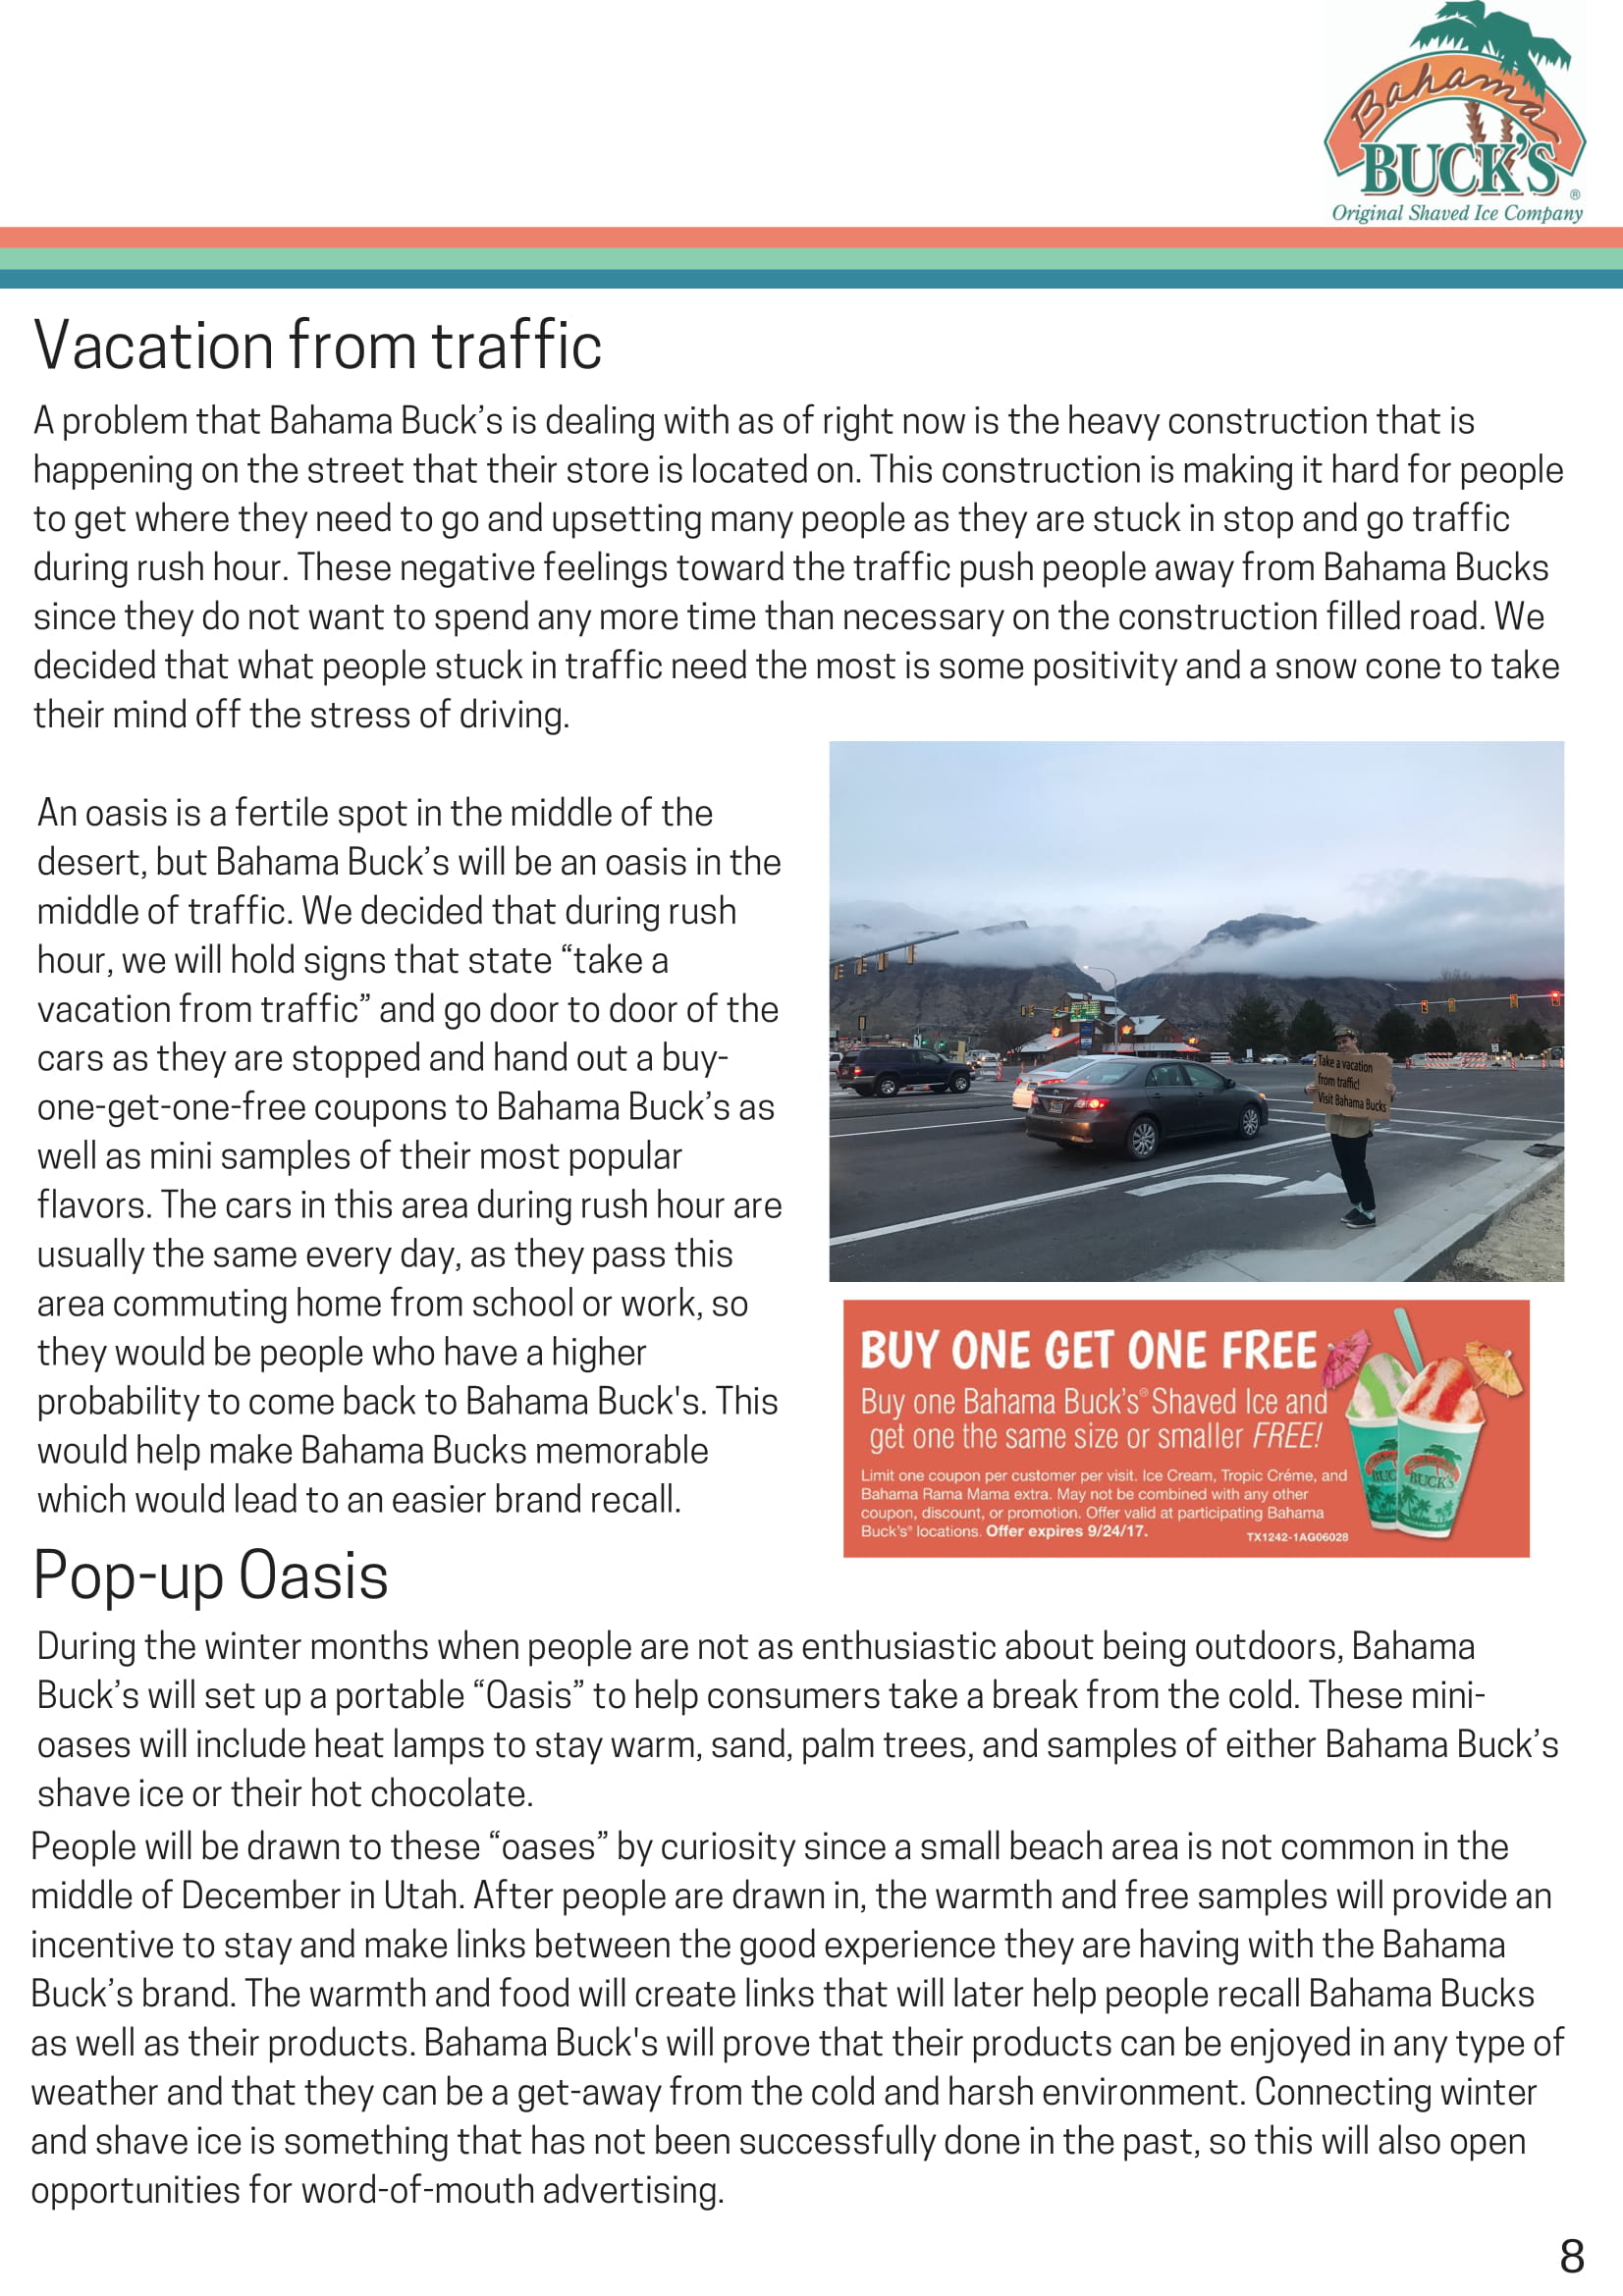 Bahama
BUCK'S®
Original Shaved Ice Company
Vacation from traffic
A problem that Bahama Buck’s is dealing with as of right now is the heavy construction that is
happening on the street that their store is located on. This construction is making it hard for people
to get where they need to go and upsetting many people as they are stuck in stop and go traffic
during rush hour. These negative feelings toward the traffic push people away from Bahama Bucks
since they do not want to spend any more time than necessary on the construction filled road. We
decided that what people stuck in traffic need the most is some positivity and a snow cone to take
their mind off the stress of driving.
An oasis is a fertile spot in the middle of the
desert, but Bahama Buck’s will be an oasis in the
middle of traffic. We decided that during rush
hour, we will hold signs that state “take a
vacation from traffic” and go door to door of the
cars as they are stopped and hand out a buy-
one-get-one-free coupons to Bahama Buck’s as
well as mini samples of their most popular
flavors. The cars in this area during rush hour are
usually the same every day, as they pass this
area commuting home from school or work, so
they would be people who have a higher
probability to come back to Bahama Buck's. This
would help make Bahama Bucks memorable
which would lead to an easier brand recall.
Take a vacation
from traffic!
Visit Bahama Bucks
BUY ONE GET ONE FREE
Buy one Bahama Buck's® Shaved Ice and
get one the same size or smaller FREE!
Limit one coupon per customer per visit. Ice Cream, Tropic Créme, and
Bahama Rama Mama extra. May not be combined with any other
coupon, discount, or promotion. Offer valid at participating Bahama
Buck's® locations. Offer expires 9/24/17.
TX1242-1AG06028
BUC
BUCK'S
Pop-up Oasis
During the winter months when people are not as enthusiastic about being outdoors, Bahama
Buck’s will set up a portable “Oasis” to help consumers take a break from the cold. These mini-
oases will include heat lamps to stay warm, sand, palm trees, and samples of either Bahama Buck’s
shave ice or their hot chocolate.
People will be drawn to these “oases” by curiosity since a small beach area is not common in the
middle of December in Utah. After people are drawn in, the warmth and free samples will provide an
incentive to stay and make links between the good experience they are having with the Bahama
Buck’s brand. The warmth and food will create links that will later help people recall Bahama Bucks
as well as their products. Bahama Buck's will prove that their products can be enjoyed in any type of
weather and that they can be a get-away from the cold and harsh environment. Connecting winter
and shave ice is something that has not been successfully done in the past, so this will also open
opportunities for word-of-mouth advertising.
8